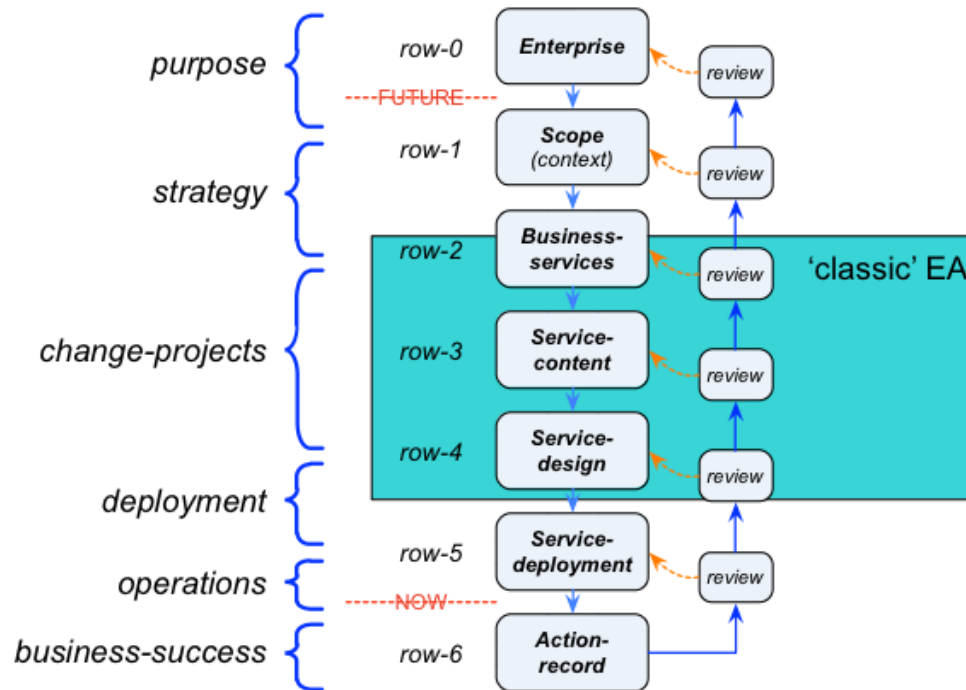 purpose
row-0
Enterprise
review
FUTURE
row-1
Scope
(context)
review
strategy
row-2
Business-
services
review
'classic' EA
change-projects
row-3
Service-
content
review
row-4
Service-
design
review
deployment
row-5
Service-
deployment
review
operations
NOW
business-success
row-6
Action-
record